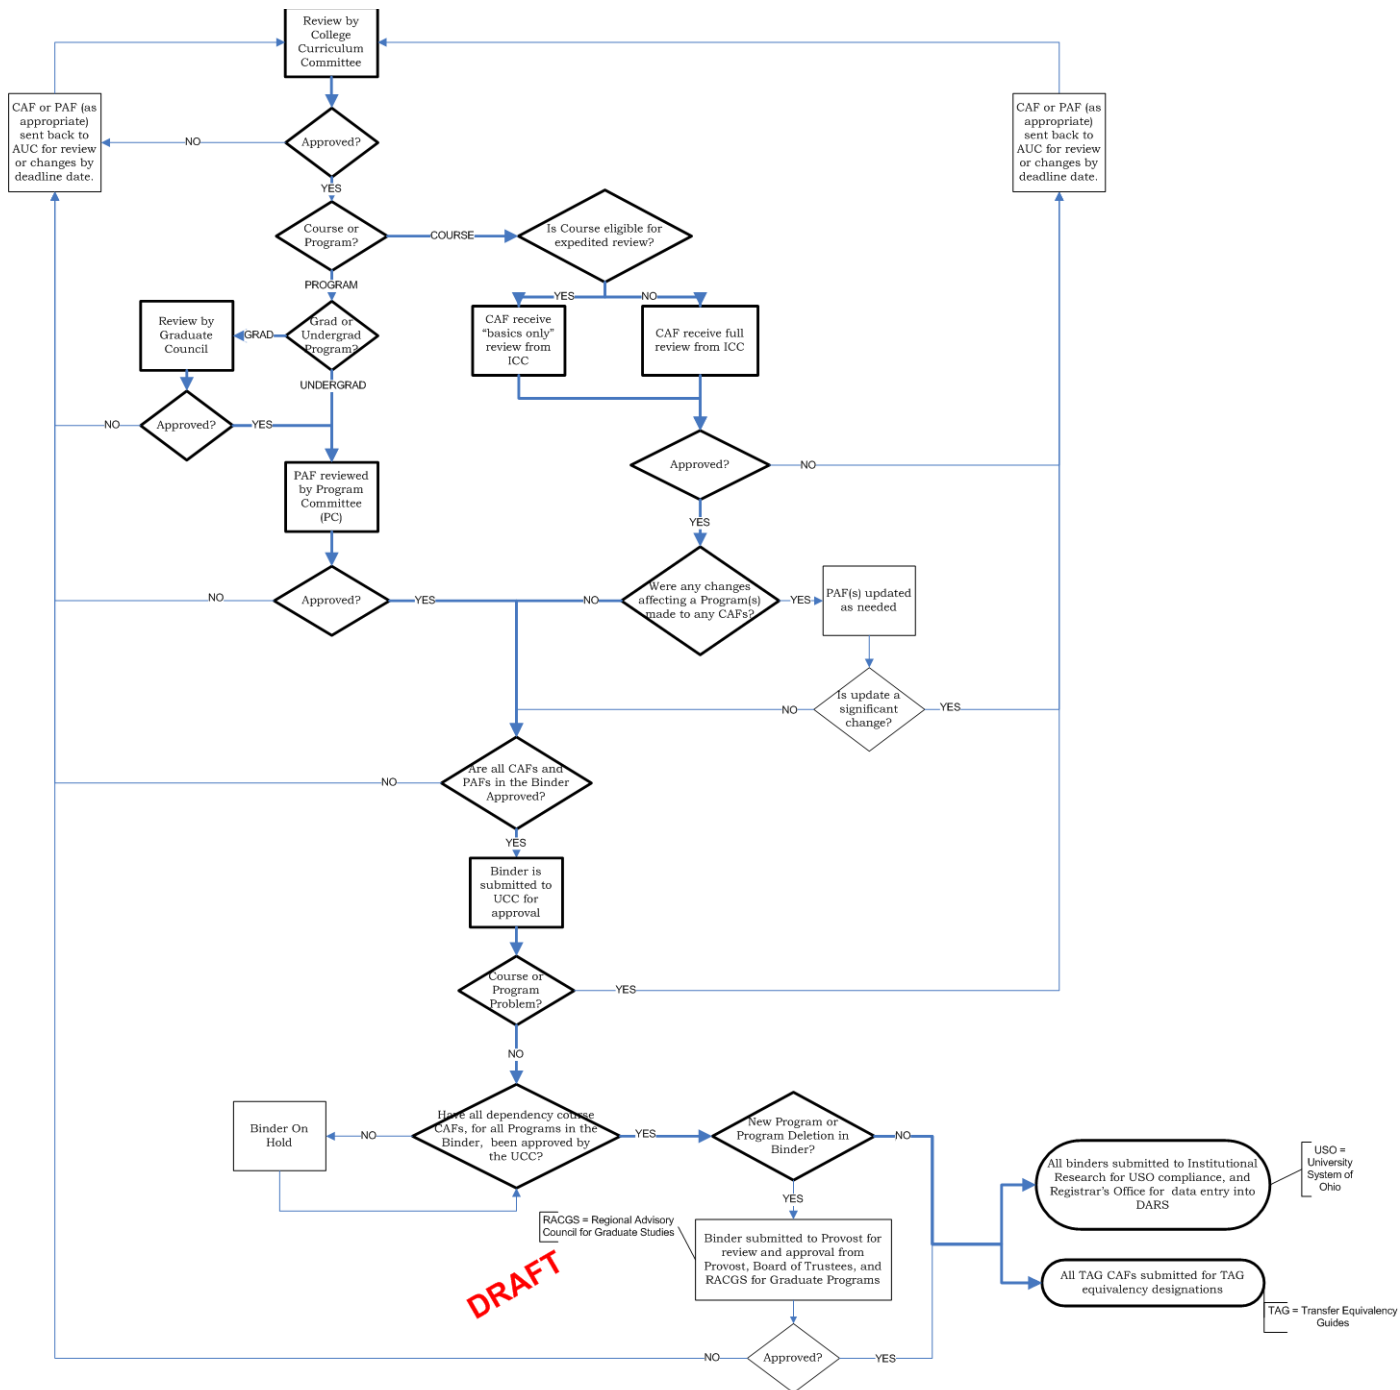 Review by
College
Curriculum
Committee
CAF or PAF (as
appropriate)
sent back to
AUC for review
or changes by
deadline date.
NO
Approved?
CAF or PAF (as
appropriate)
sent back to
AUC for review
or changes by
deadline date.
YES
Course or
Program?
COURSE
Is Course eligible for
expedited review?
PROGRAM
YES
NO
Review by
Graduate
Council
GRAD
Grad or
Undergrad
Program?
CAF receive
“basics only”
review from
ICC
CAF receive full
review from ICC
UNDERGRAD
NO
Approved?
YES
PAF reviewed
by Program
Committee
(PC)
Approved?
NO
YES
NO
Approved?
YES
NO
Were any changes
affecting a Program(s)
made to any CAFs?
YES
PAF(s) updated
as needed
NO
Is update a
significant
change?
YES
NO
Are all CAFs and
PAFs in the Binder
Approved?
YES
Binder is
submitted to
UCC for
approval
Course or
Program
Problem?
YES
NO
Binder On
Hold
NO
Have all dependency course
CAFs, for all Programs in the
Binder,  been approved by
the UCC?
YES
New Program or
Program Deletion in
Binder?
NO
All binders submitted to Institutional
Research for USO compliance, and
Registrar’s Office for  data entry into
DARS
USO =
University
System of
Ohio
YES
RACGS = Regional Advisory
Council for Graduate Studies
Binder submitted to Provost for
review and approval from
Provost, Board of Trustees, and
RACGS for Graduate Programs
DRAFT
All TAG CAFs submitted for TAG
equivalency designations
TAG = Transfer Equivalency
Guides
NO
Approved?
YES